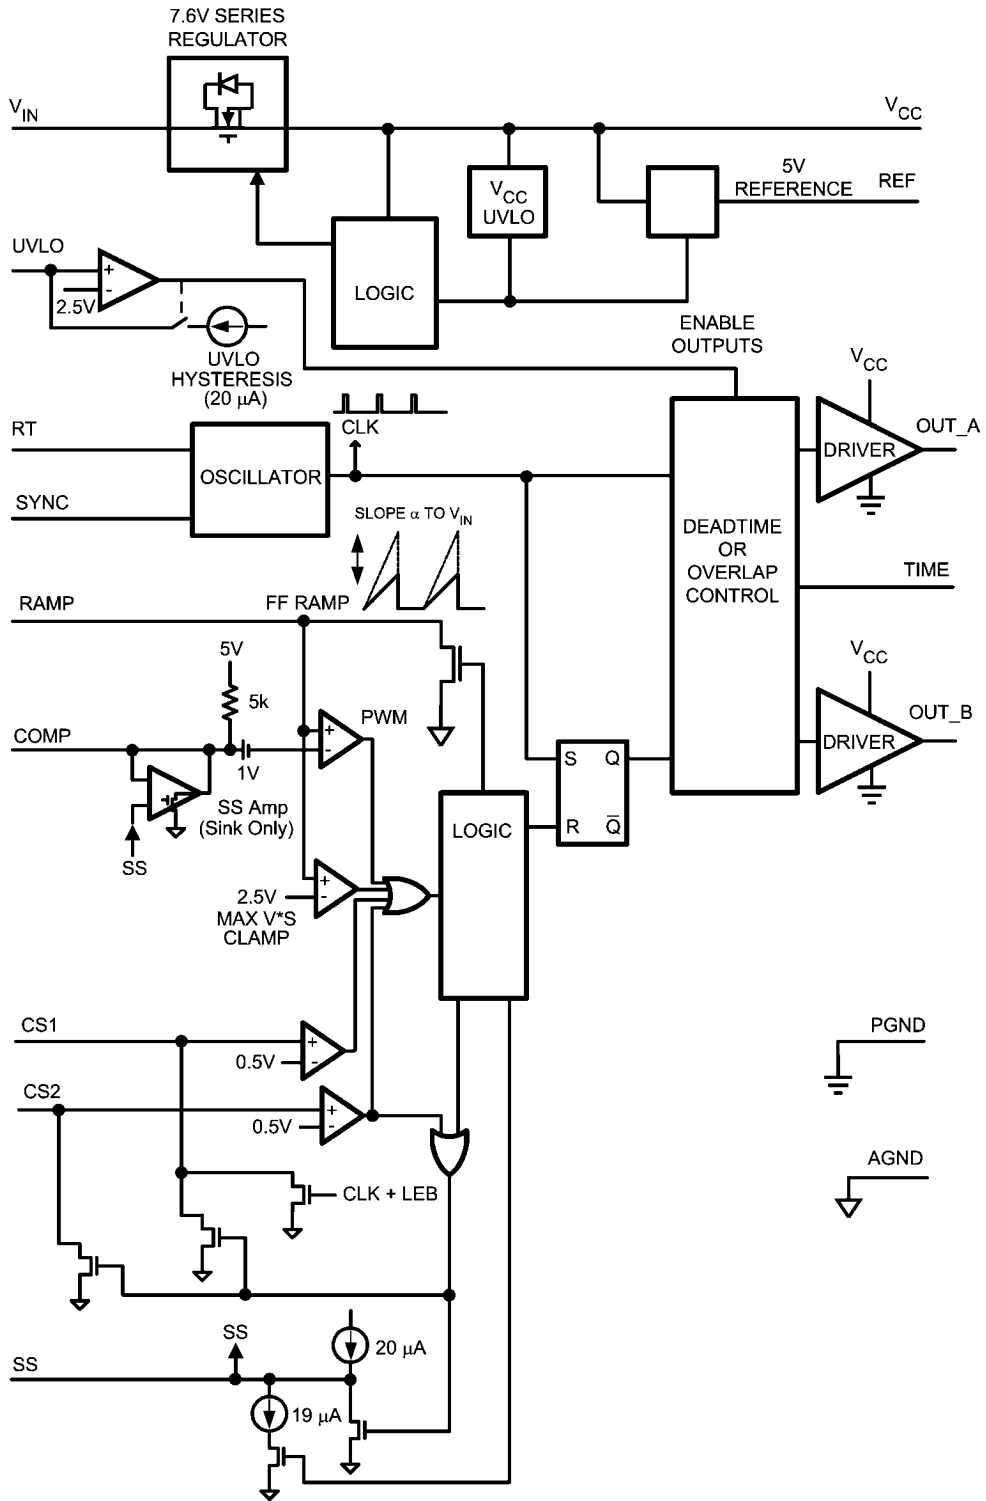 7.6V SERIES
REGULATOR
VIN
VCC
VCC
UVLO
5V
REFERENCE
REF
UVLO
+
-
2.5V
LOGIC
UVLO
HYSTERESIS
(20 μA)
ENABLE
OUTPUTS
VCC
DRIVER
OUT_A
RT
SYNC
OSCILLATOR
CLK
SLOPE α TO VIN
DEADTIME
OR
OVERLAP
CONTROL
TIME
RAMP
FF RAMP
5V
5k
PWM
+
-
COMP
1V
SS Amp
(Sink Only)
SS
VCC
DRIVER
OUT_B
S Q
R Q̅
LOGIC
+
-
2.5V
MAX V*S
CLAMP
CS1
+
-
0.5V
CS2
+
-
0.5V
CLK + LEB
PGND
AGND
SS
SS
20 μA
19 μA